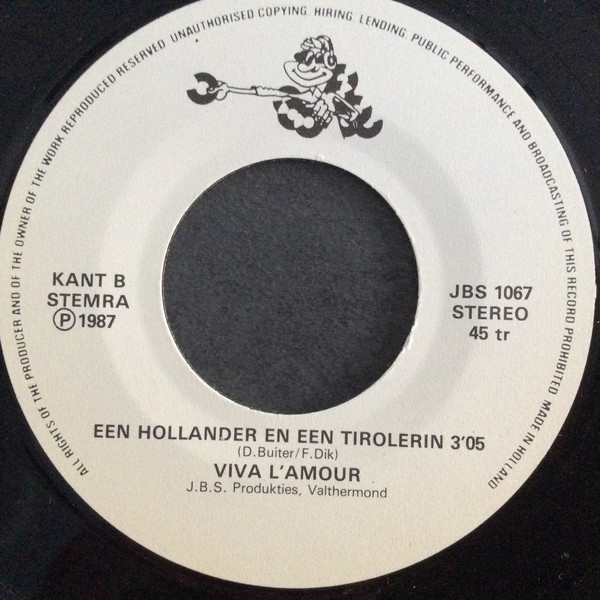 ALL RIGHTS OF THE PRODUCER AND OF THE OWNER OF THE WORK REPRODUCED RESERVED. UNAUTHORISED COPYING. HIRING. LENDING. PUBLIC PERFORMANCE AND BROADCASTING OF THIS RECORD PROHIBITED. MADE IN HOLLAND
KANT B
STEMRA
Ⓟ 1987
JBS 1067
STEREO
45 tr
EEN HOLLANDER EN EEN TIROLERIN 3'05
(D.Buiter/F.Dik)
VIVA L'AMOUR
J.B.S. Produkties, Valthermond